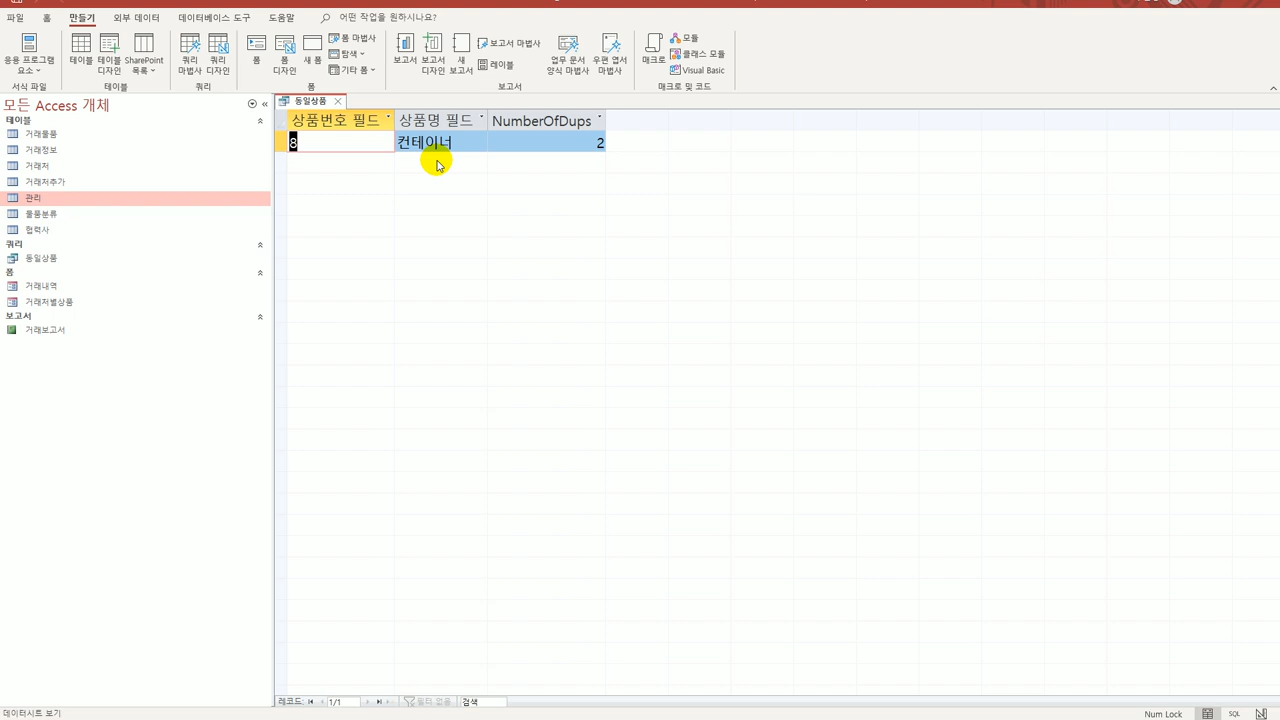 파일 홈 만들기 외부 데이터 데이터베이스 도구 도움말 어떤 작업을 원하시나요?
응용 프로그램 요소
테이블
테이블 디자인
SharePoint 목록
쿼리 마법사
쿼리 디자인
폼
폼 디자인
새 폼
폼 마법사
탐색
기타 폼
보고서
보고서 디자인
새 보고서
보고서 마법사
레이블
업무 문서 양식 마법사
우편 엽서 마법사
매크로
모듈
클래스 모듈
Visual Basic
서식 파일 테이블 쿼리 폼 보고서 매크로 및 코드
모든 Access 개체
테이블
거래물품
거래정보
거래처
거래처추가
관리
물품분류
협력사
쿼리
동일상품
폼
거래내역
거래처별상품
보고서
거래보고서
동일상품
상품번호 필드 상품명 필드 NumberOfDups
8 컨테이너 2
레코드: 1/1 필터 없음 검색
데이터시트 보기 Num Lock SQL